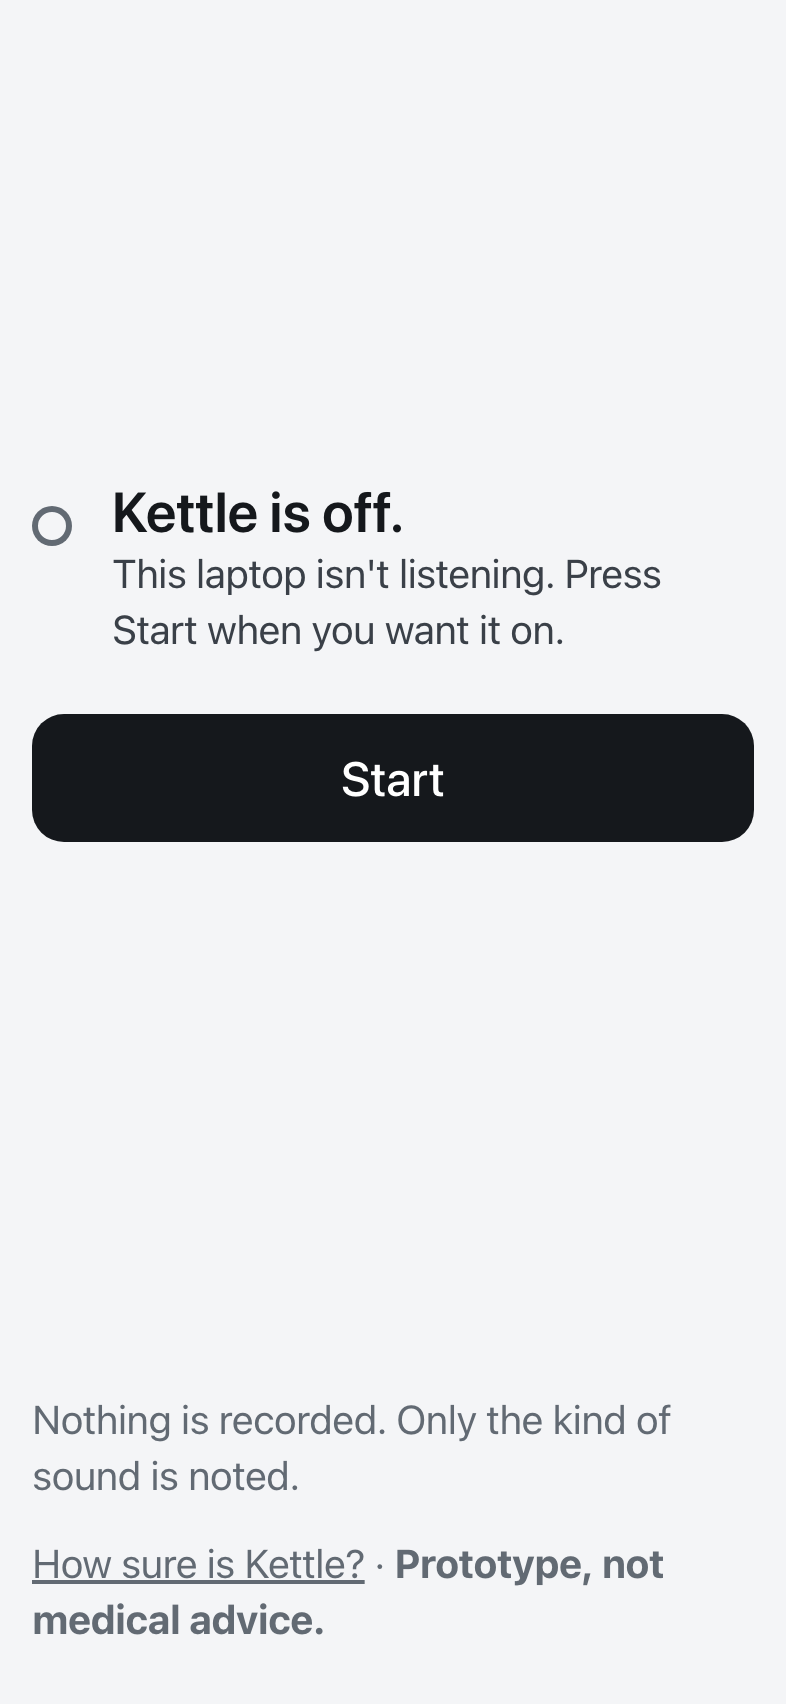 Kettle is off.
This laptop isn't listening. Press
Start when you want it on.
Start
Nothing is recorded. Only the kind of
sound is noted.
How sure is Kettle? · Prototype, not
medical advice.